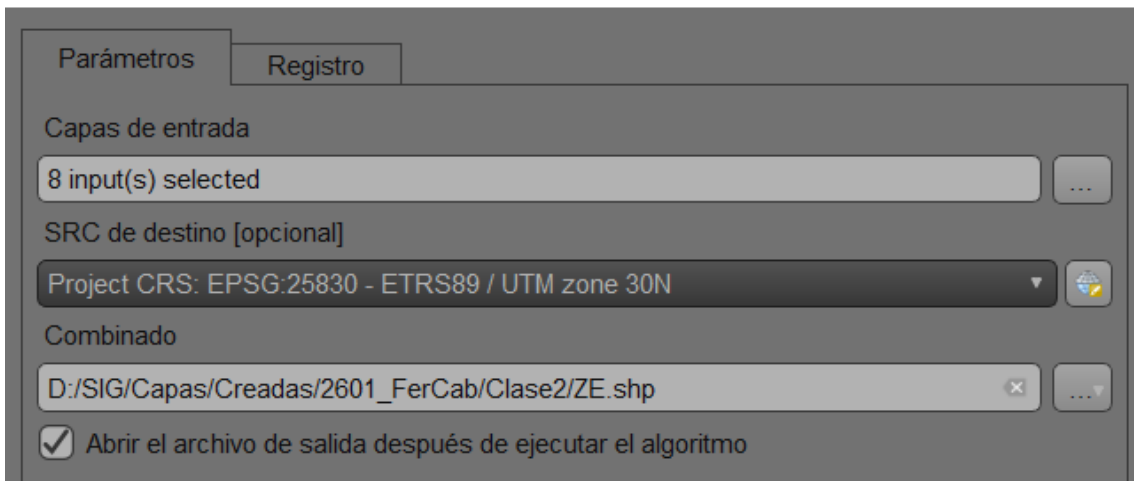 Parámetros
Registro
Capas de entrada
8 input(s) selected
...
SRC de destino [opcional]
Project CRS: EPSG:25830 - ETRS89 / UTM zone 30N
Combinado
D:/SIG/Capas/Creadas/2601_FerCab/Clase2/ZE.shp
...
Abrir el archivo de salida después de ejecutar el algoritmo